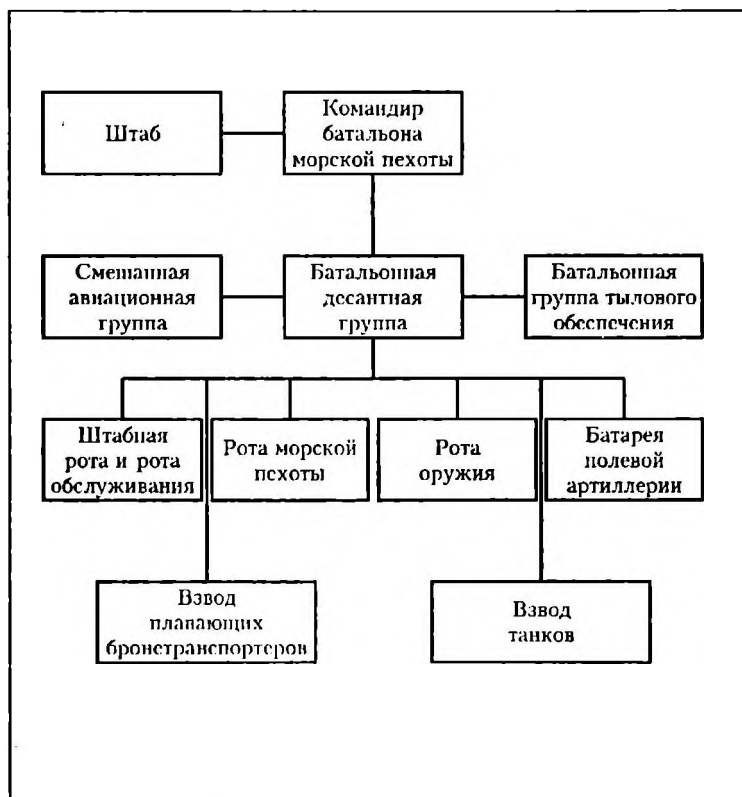 Штаб
Командир
батальона
морской пехоты
Смешанная
авиационная
группа
Батальонная
десантная
группа
Батальонная
группа тылового
обеспечения
Штабная
рота и рота
обслуживания
Рота морской
пехоты
Рота
оружия
Батарея
полевой
артиллерии
Взвод
плавающих
бронетранспортеров
Взвод
танков